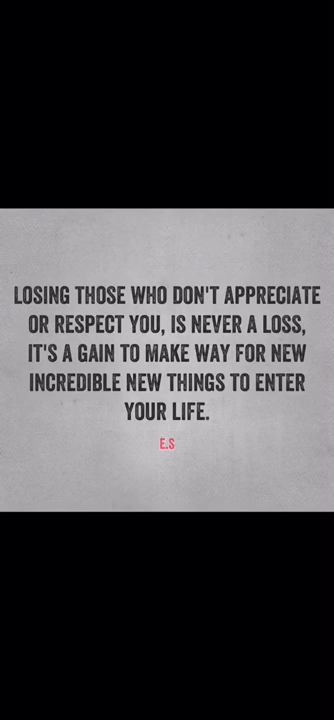 LOSING THOSE WHO DON'T APPRECIATE
OR RESPECT YOU, IS NEVER A LOSS,
IT'S A GAIN TO MAKE WAY FOR NEW
INCREDIBLE NEW THINGS TO ENTER
YOUR LIFE.
E.S